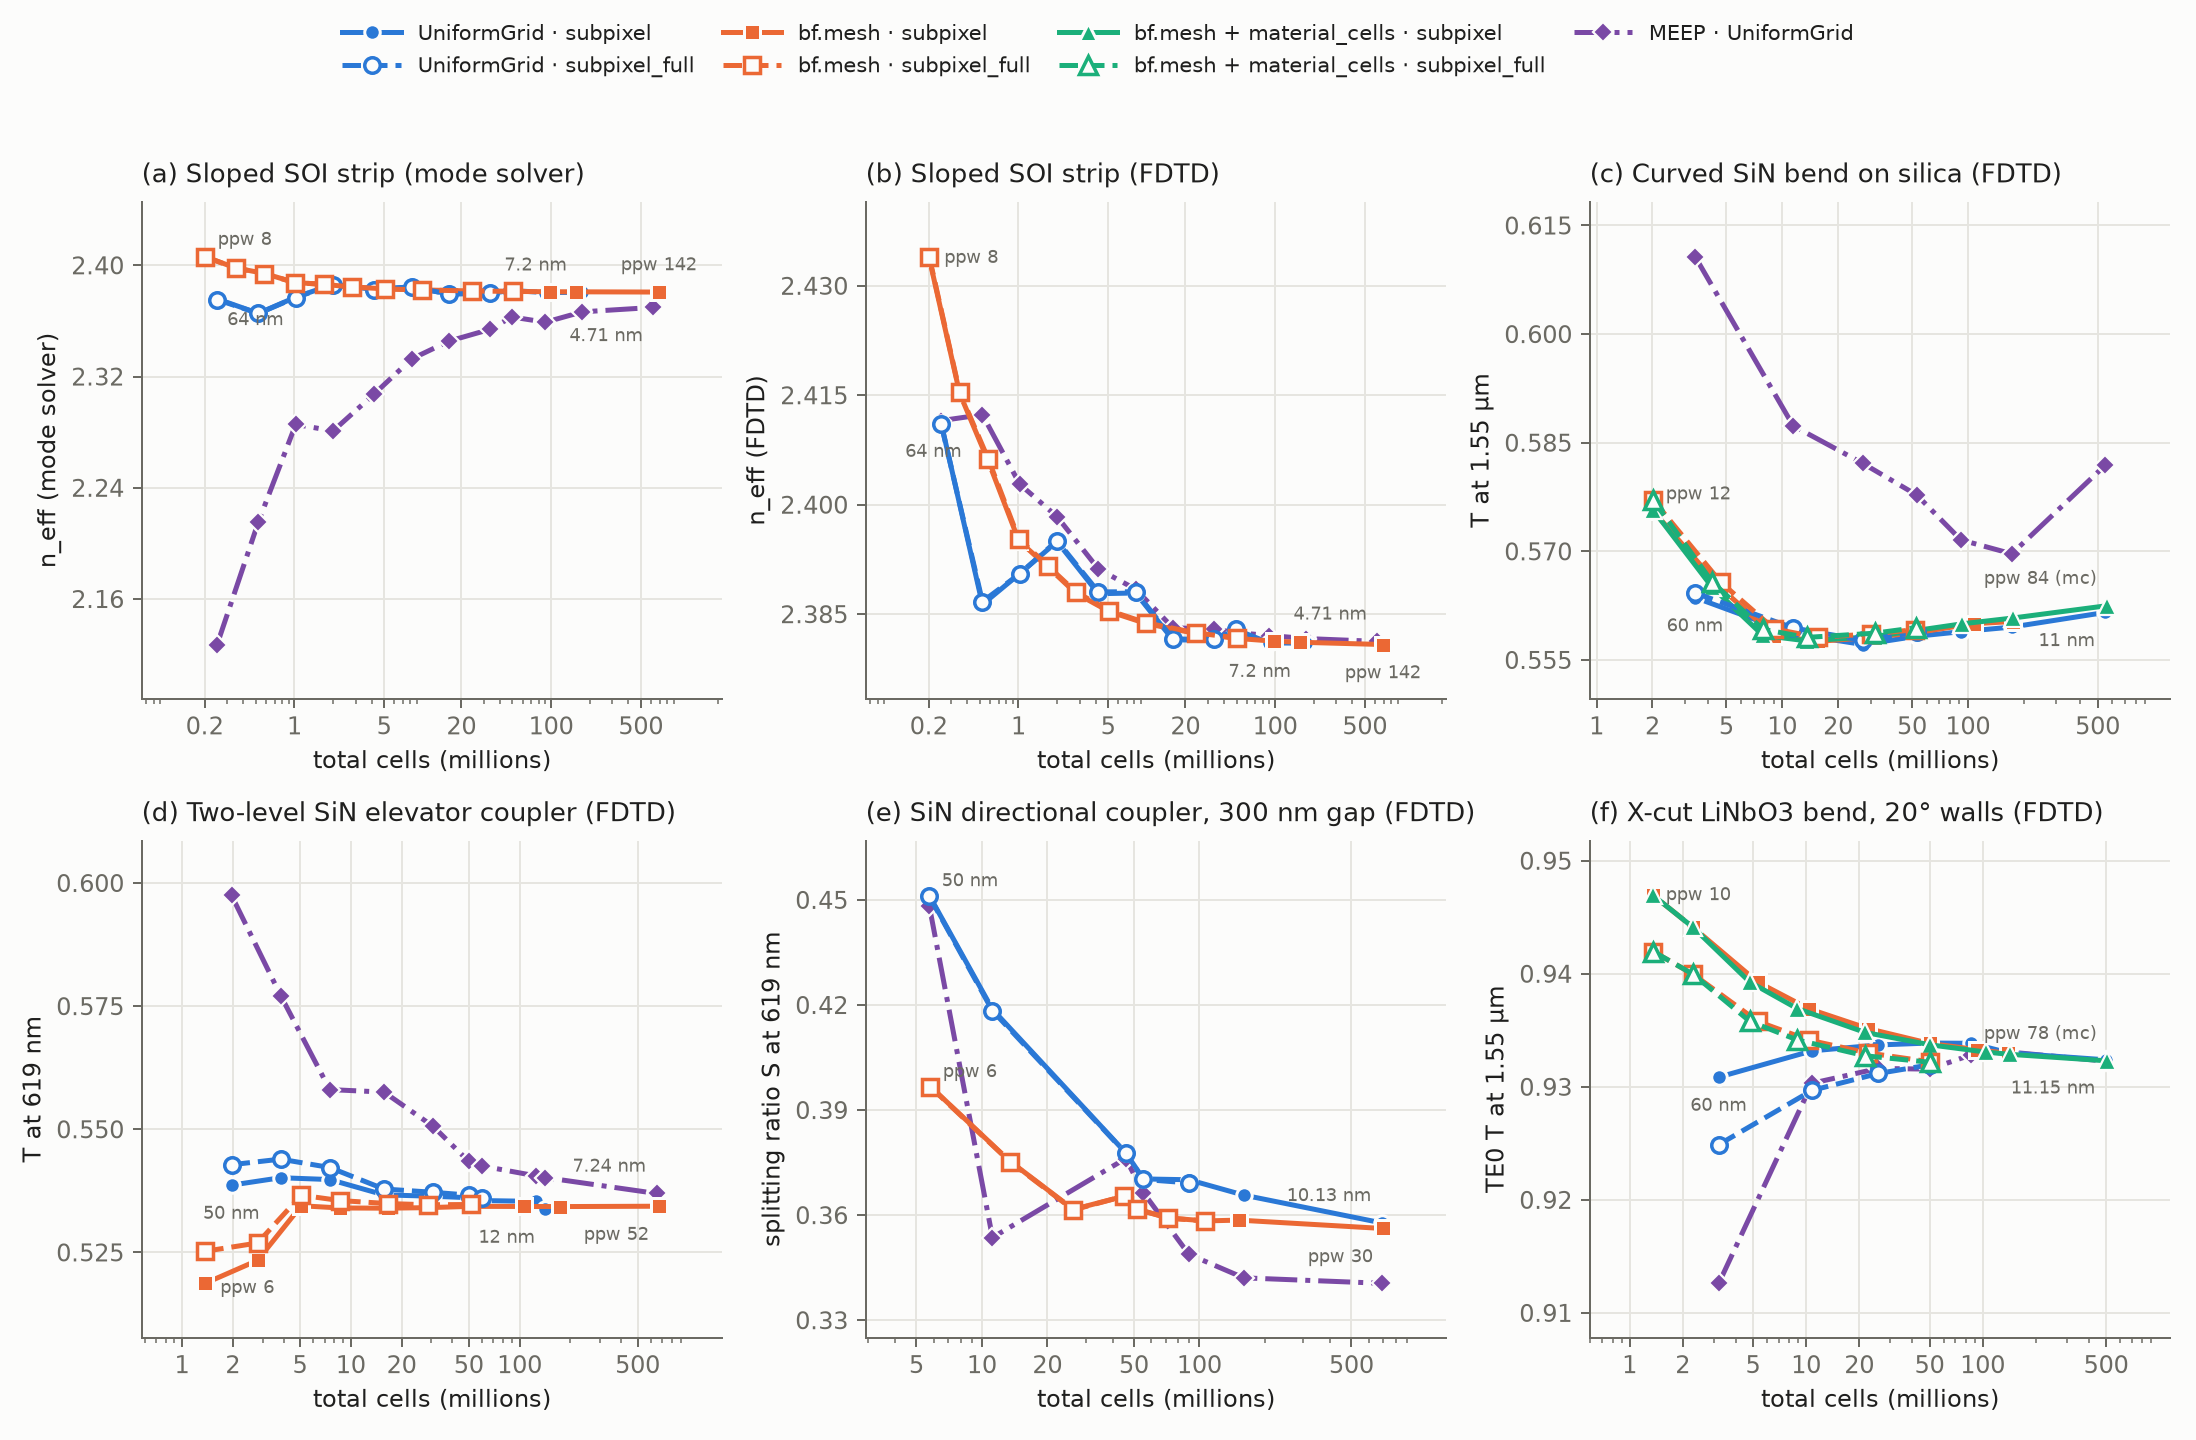 UniformGrid · subpixel
bf.mesh · subpixel
bf.mesh + material_cells · subpixel
MEEP · UniformGrid
UniformGrid · subpixel_full
bf.mesh · subpixel_full
bf.mesh + material_cells · subpixel_full
(a) Sloped SOI strip (mode solver)
n_eff (mode solver)
2.40
2.32
2.24
2.16
ppw 8
64 nm
7.2 nm
ppw 142
4.71 nm
0.2 1 5 20 100 500
total cells (millions)
(b) Sloped SOI strip (FDTD)
n_eff (FDTD)
2.430
2.415
2.400
2.385
ppw 8
64 nm
4.71 nm
7.2 nm
ppw 142
0.2 1 5 20 100 500
total cells (millions)
(c) Curved SiN bend on silica (FDTD)
T at 1.55 µm
0.615
0.600
0.585
0.570
0.555
ppw 12
60 nm
ppw 84 (mc)
11 nm
1 2 5 10 20 50 100 500
total cells (millions)
(d) Two-level SiN elevator coupler (FDTD)
T at 619 nm
0.600
0.575
0.550
0.525
50 nm
ppw 6
7.24 nm
12 nm
ppw 52
1 2 5 10 20 50 100 500
total cells (millions)
(e) SiN directional coupler, 300 nm gap (FDTD)
splitting ratio S at 619 nm
0.45
0.42
0.39
0.36
0.33
50 nm
ppw 6
10.13 nm
ppw 30
5 10 20 50 100 500
total cells (millions)
(f) X-cut LiNbO3 bend, 20° walls (FDTD)
TE0 T at 1.55 µm
0.95
0.94
0.93
0.92
0.91
ppw 10
60 nm
ppw 78 (mc)
11.15 nm
1 2 5 10 20 50 100 500
total cells (millions)